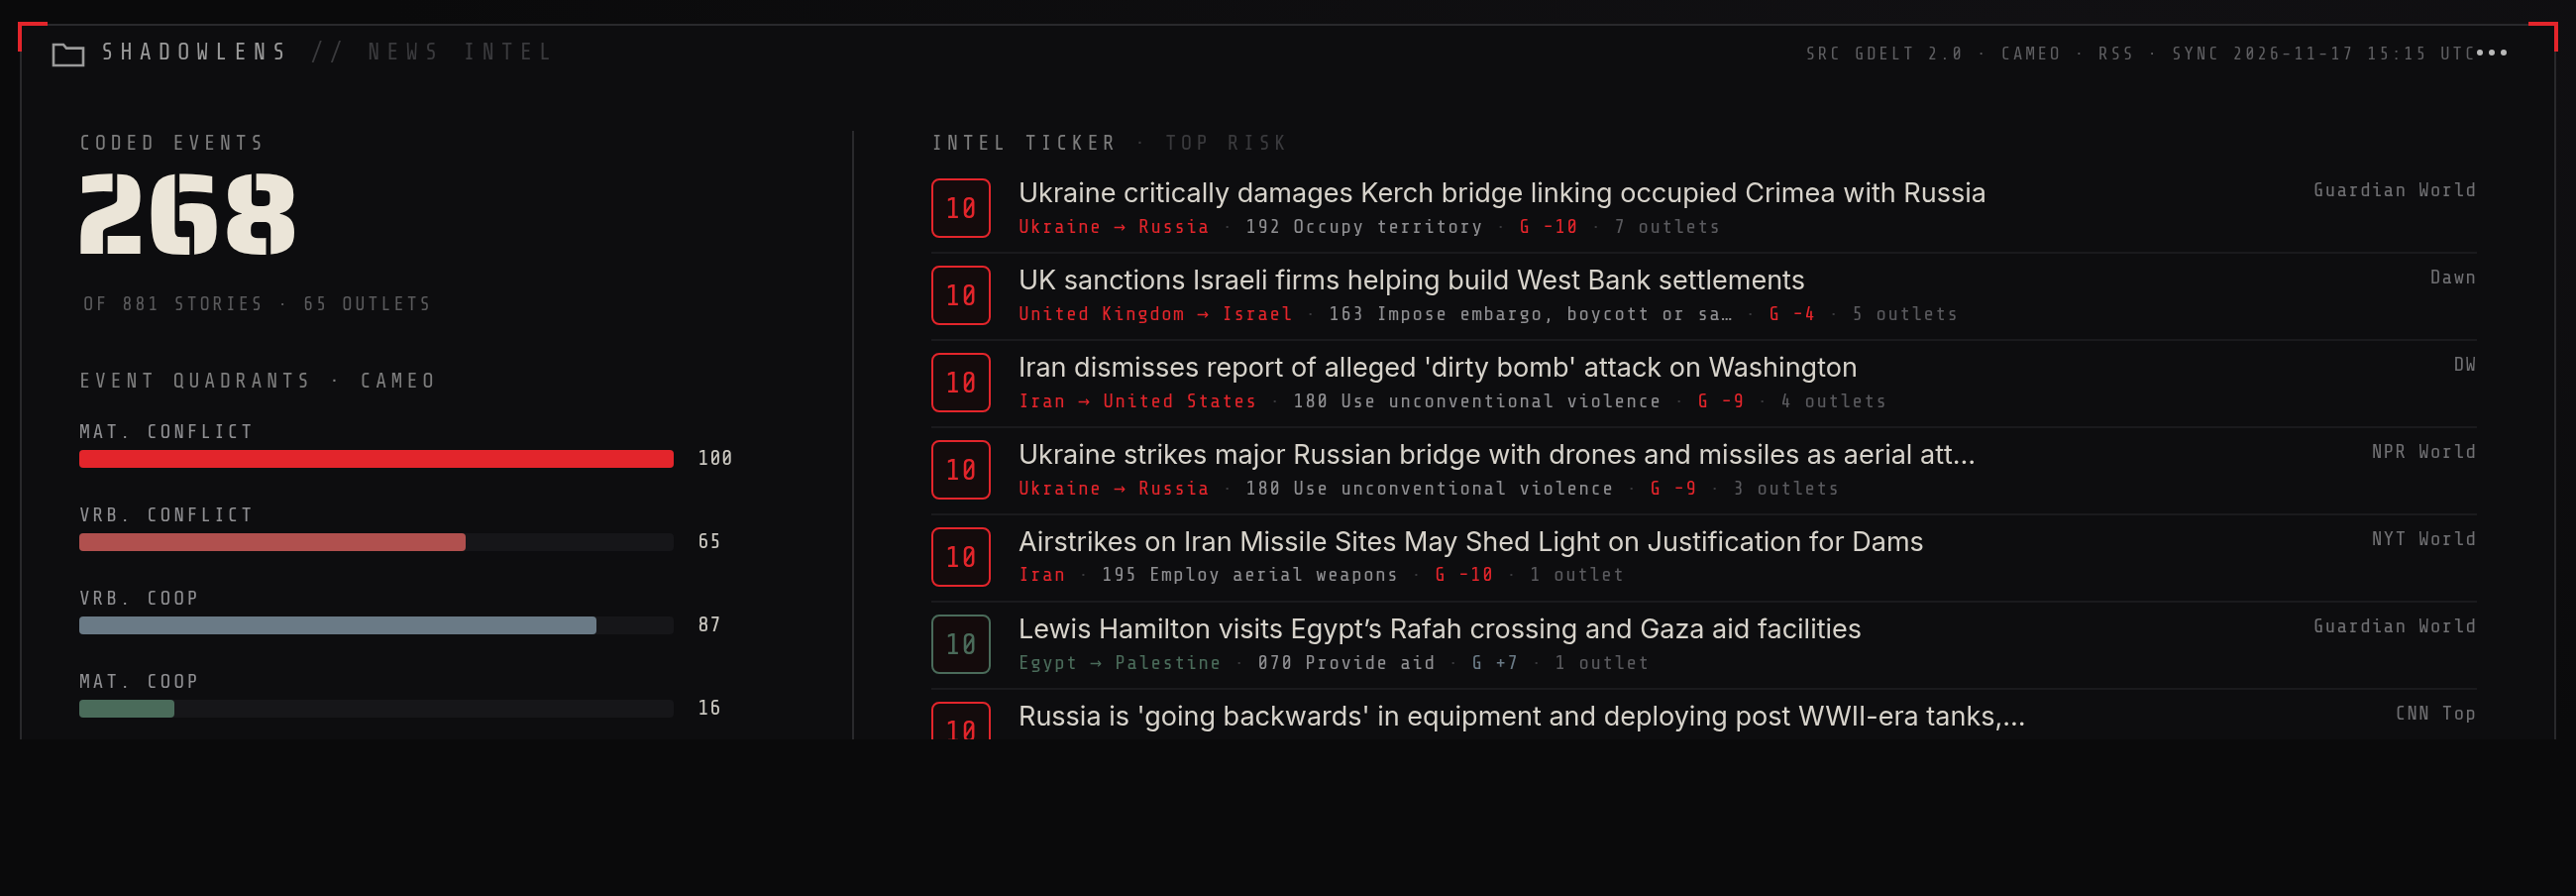 SHADOWLENS // NEWS INTEL
SRC GDELT 2.0 · CAMEO · RSS · SYNC 2026-11-17 15:15 UTC
CODED EVENTS
268
OF 881 STORIES · 65 OUTLETS
EVENT QUADRANTS · CAMEO
MAT. CONFLICT
100
VRB. CONFLICT
65
VRB. COOP
87
MAT. COOP
16
INTEL TICKER · TOP RISK
10
Ukraine critically damages Kerch bridge linking occupied Crimea with Russia
Guardian World
Ukraine → Russia · 192 Occupy territory · G -10 · 7 outlets
10
UK sanctions Israeli firms helping build West Bank settlements
Dawn
United Kingdom → Israel · 163 Impose embargo, boycott or sa… · G -4 · 5 outlets
10
Iran dismisses report of alleged 'dirty bomb' attack on Washington
DW
Iran → United States · 180 Use unconventional violence · G -9 · 4 outlets
10
Ukraine strikes major Russian bridge with drones and missiles as aerial att…
NPR World
Ukraine → Russia · 180 Use unconventional violence · G -9 · 3 outlets
10
Airstrikes on Iran Missile Sites May Shed Light on Justification for Dams
NYT World
Iran · 195 Employ aerial weapons · G -10 · 1 outlet
10
Lewis Hamilton visits Egypt’s Rafah crossing and Gaza aid facilities
Guardian World
Egypt → Palestine · 070 Provide aid · G +7 · 1 outlet
10
Russia is 'going backwards' in equipment and deploying post WWII-era tanks,…
CNN Top